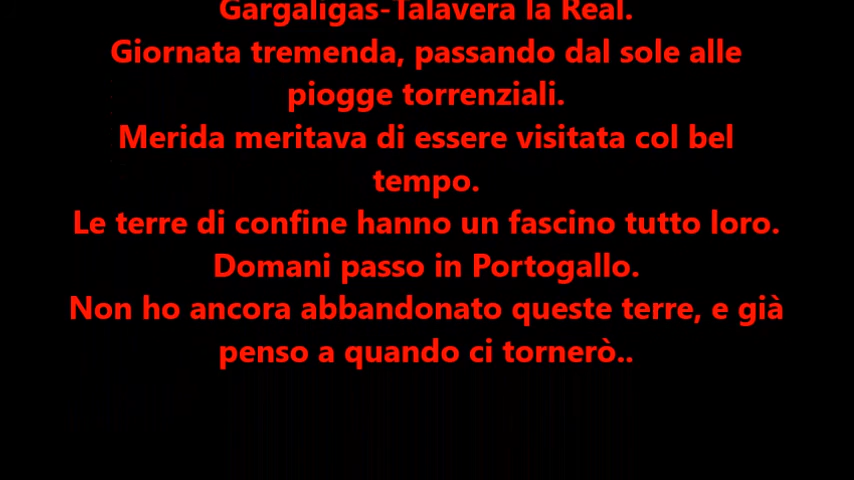 Gargaligas-Talavera la Real.
Giornata tremenda, passando dal sole alle
piogge torrenziali.
Merida meritava di essere visitata col bel
tempo.
Le terre di confine hanno un fascino tutto loro.
Domani passo in Portogallo.
Non ho ancora abbandonato queste terre, e già
penso a quando ci tornerò..